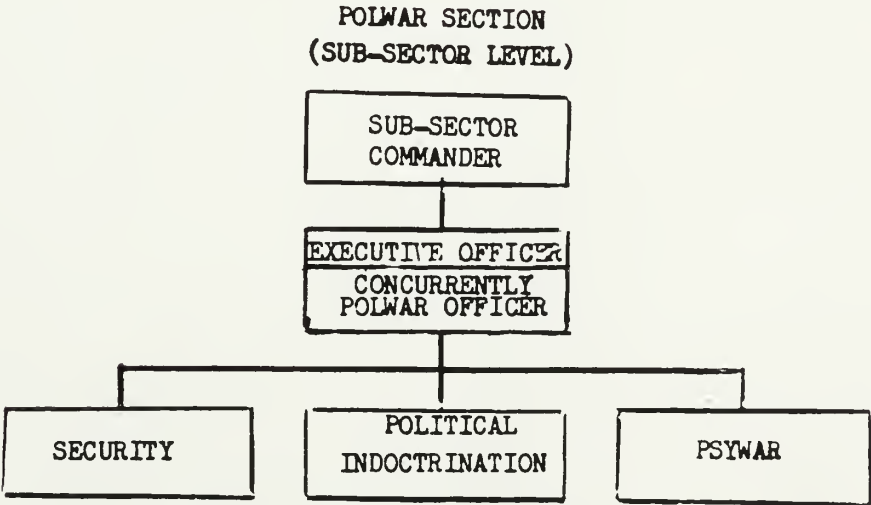 POLWAR SECTION
(SUB-SECTOR LEVEL)
SUB-SECTOR
COMMANDER
EXECUTIVE OFFICER
CONCURRENTLY
POLWAR OFFICER
SECURITY
POLITICAL
INDOCTRINATION
PSYWAR